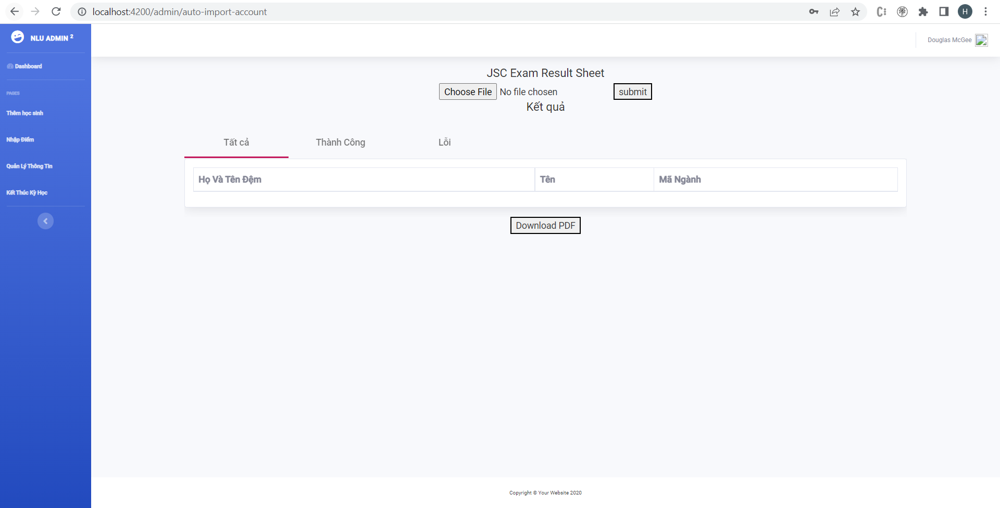 localhost:4200/admin/auto-import-account
H
NLU ADMIN 2
Douglas McGee
Dashboard
PAGES
Thêm học sinh
Nhập Điểm
Quản Lý Thông Tin
Kết Thúc Kỳ Học
JSC Exam Result Sheet
Choose File No file chosen submit
Kết quả
Tất cả Thành Công Lỗi
Họ Và Tên Đệm Tên Mã Ngành
Download PDF
Copyright © Your Website 2020